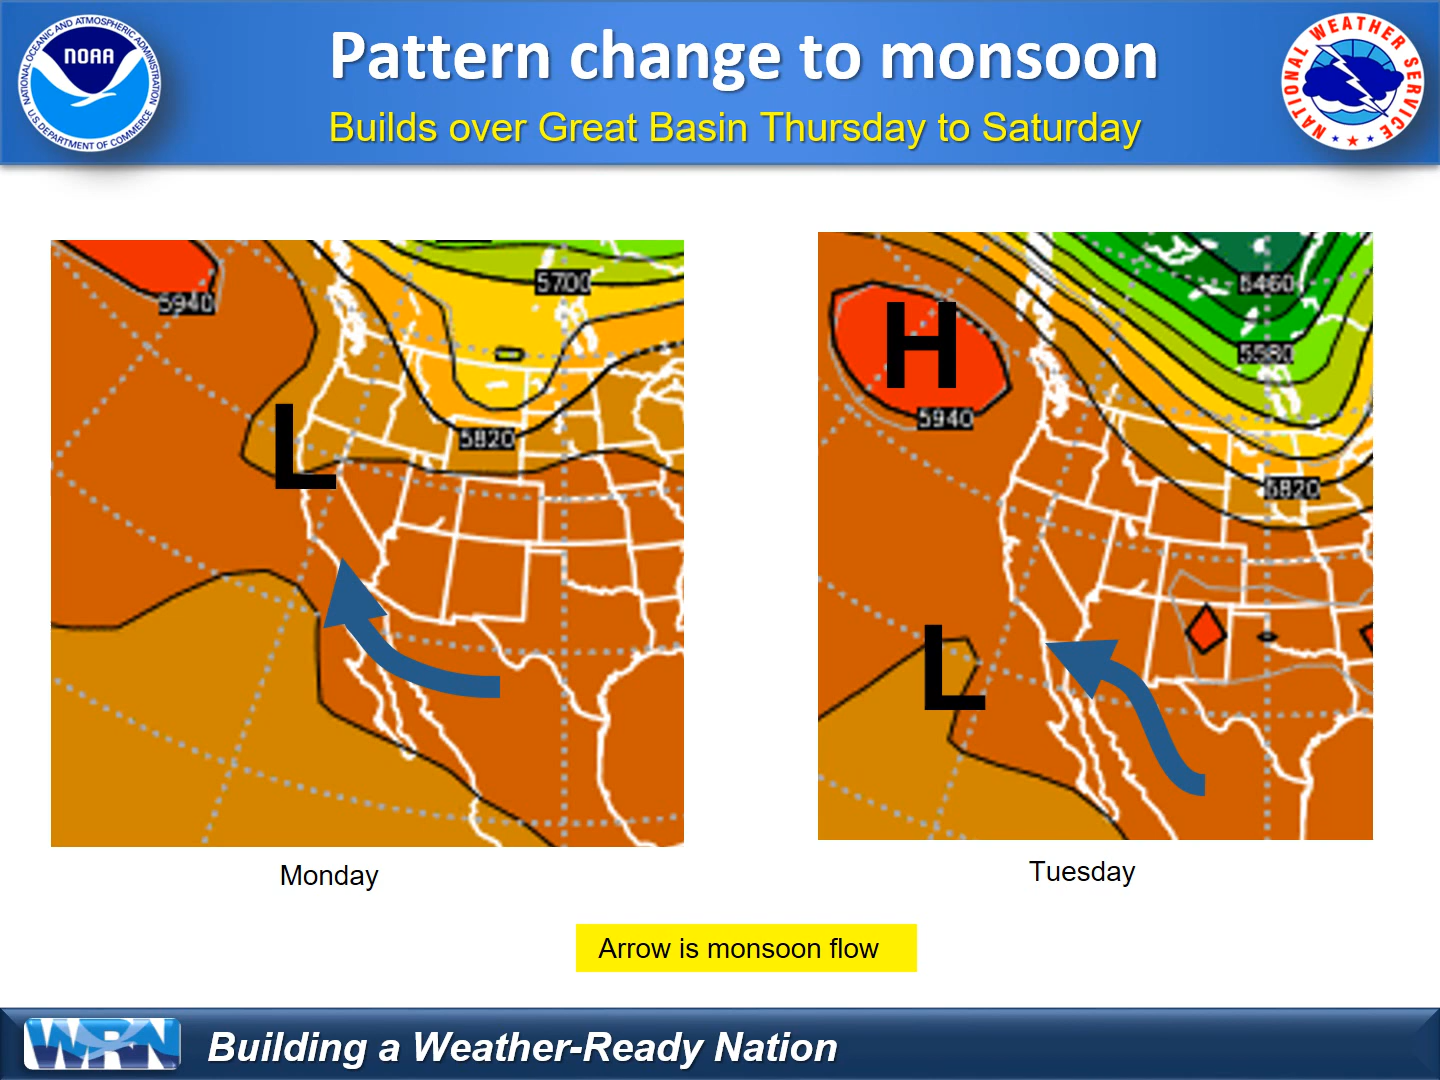 Pattern change to monsoon
Builds over Great Basin Thursday to Saturday
NATIONAL OCEANIC AND ATMOSPHERIC ADMINISTRATION
NOAA
U.S. DEPARTMENT OF COMMERCE
NATIONAL WEATHER SERVICE
5940
5700
5820
L
Monday
5460
5580
H
5940
5820
L
Tuesday
Arrow is monsoon flow
WRN
Building a Weather-Ready Nation